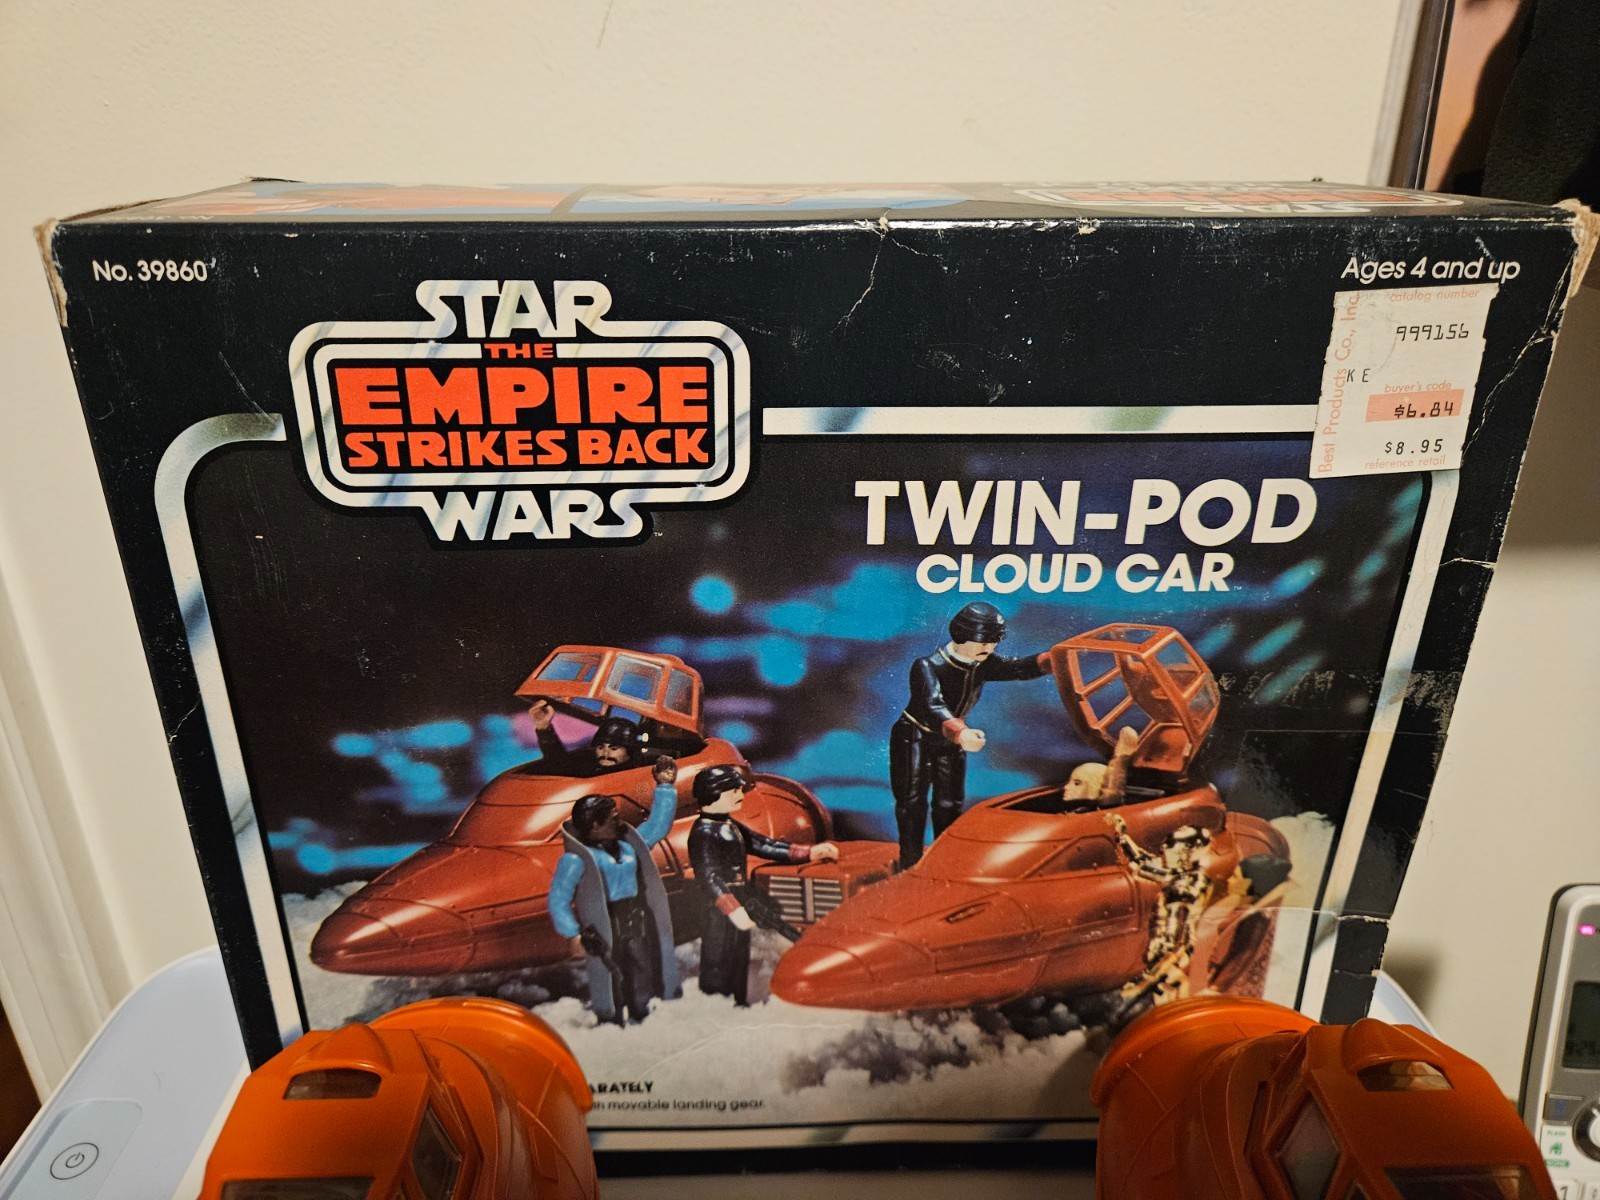 No. 39860
STAR
THE
EMPIRE
STRIKES BACK
WARS
TM
Ages 4 and up
catalog number
999156
KE
buyer's code
$6.84
$8.95
reference retail
Best Products Co., Inc.
TWIN-POD
CLOUD CAR
movable landing gear.